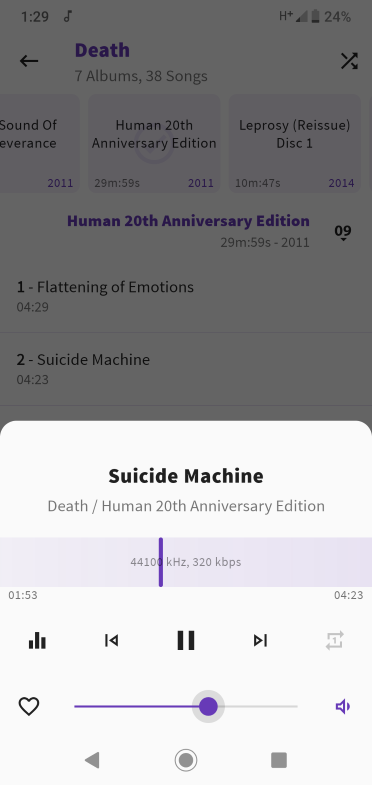 1:29
H+ 24%
Death
7 Albums, 38 Songs
Sound Of
everance
2011
Human 20th
Anniversary Edition
29m:59s
2011
Leprosy (Reissue)
Disc 1
10m:47s
2014
Human 20th Anniversary Edition
29m:59s - 2011
09
1 - Flattening of Emotions
04:29
2 - Suicide Machine
04:23
Suicide Machine
Death / Human 20th Anniversary Edition
44100 kHz, 320 kbps
01:53
04:23
1